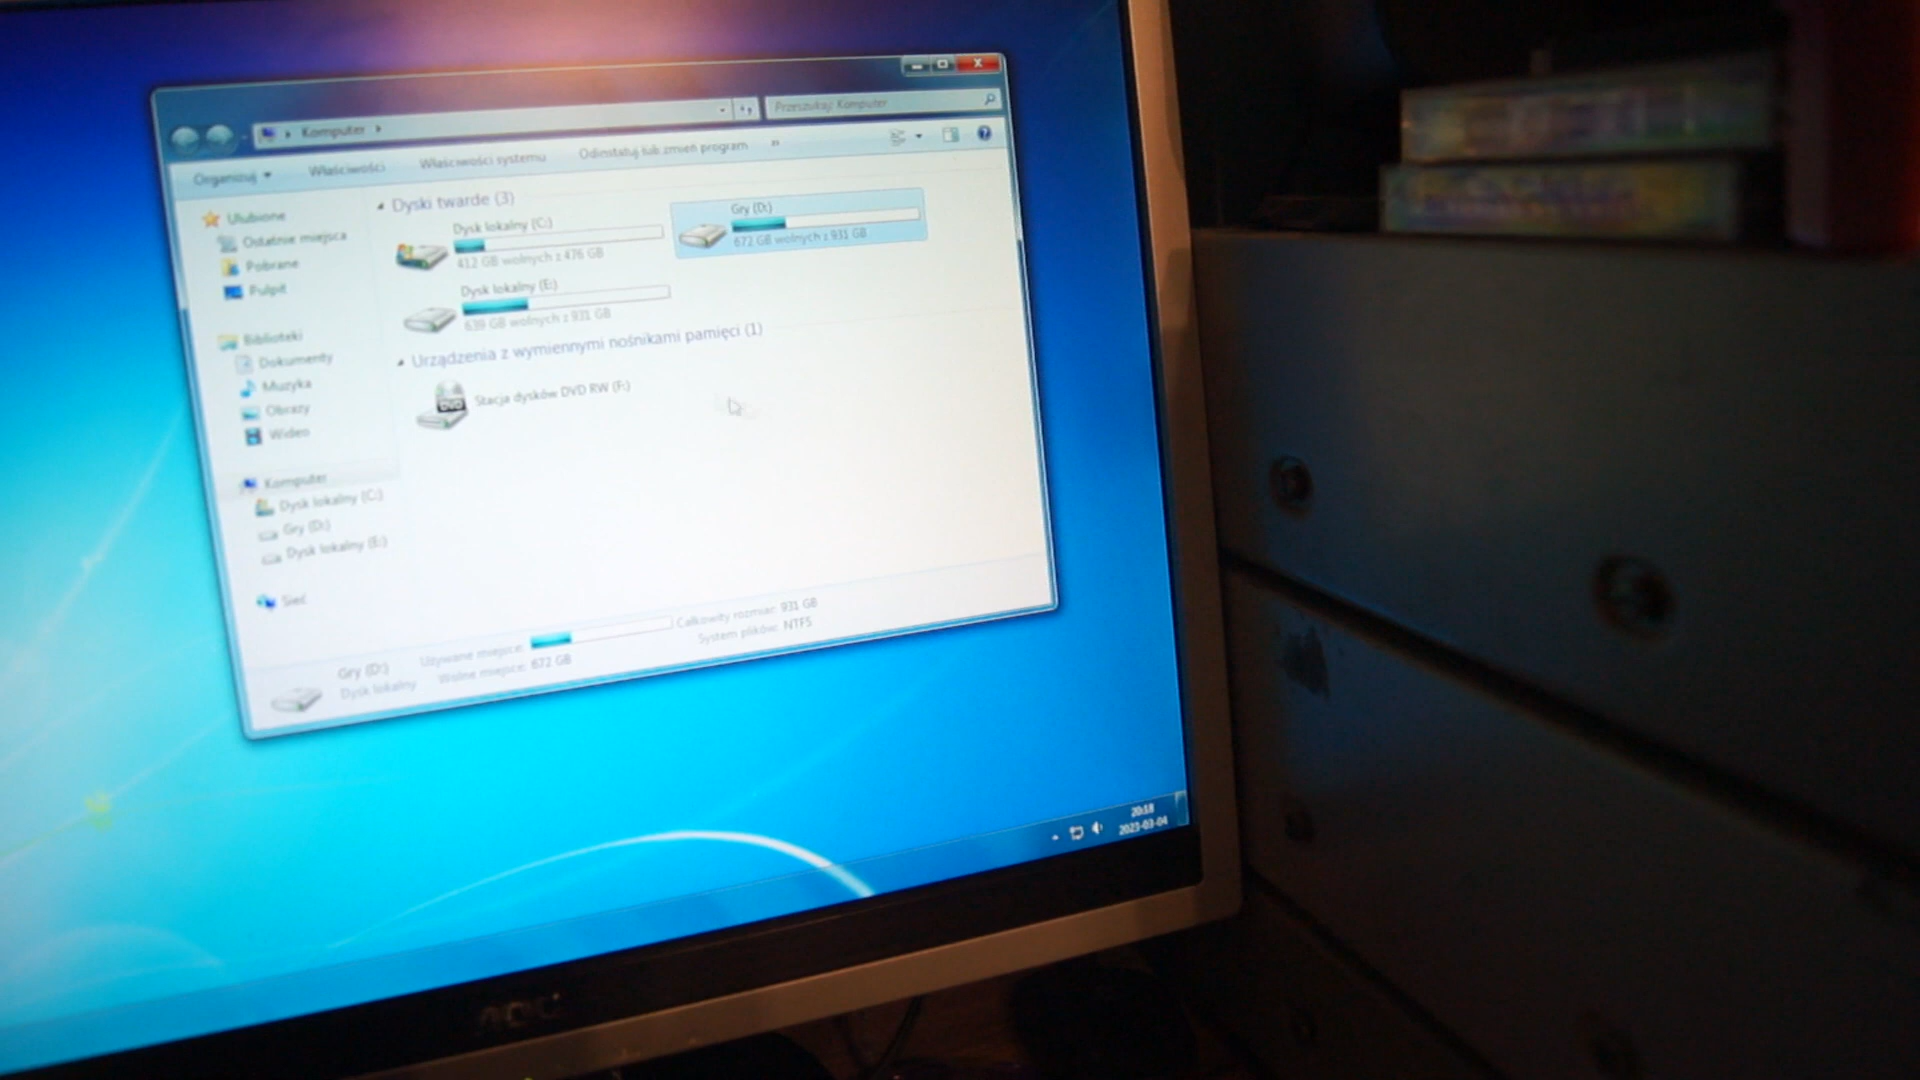 Komputer
Przeszukaj: Komputer
Organizuj
Właściwości
Właściwości systemu
Odinstaluj lub zmień program
»
Ulubione
Ostatnie miejsca
Pobrane
Pulpit
Biblioteki
Dokumenty
Muzyka
Obrazy
Wideo
Komputer
Dysk lokalny (C:)
Gry (D:)
Dysk lokalny (E:)
Sieć
Dyski twarde (3)
Dysk lokalny (C:)
412 GB wolnych z 476 GB
Gry (D:)
672 GB wolnych z 931 GB
Dysk lokalny (E:)
639 GB wolnych z 931 GB
Urządzenia z wymiennymi nośnikami pamięci (1)
DVD
Stacja dysków DVD RW (F:)
Gry (D:)
Dysk lokalny
Używane miejsce:
Wolne miejsce: 672 GB
Całkowity rozmiar: 931 GB
System plików: NTFS
20:18
2023-03-04
AOC